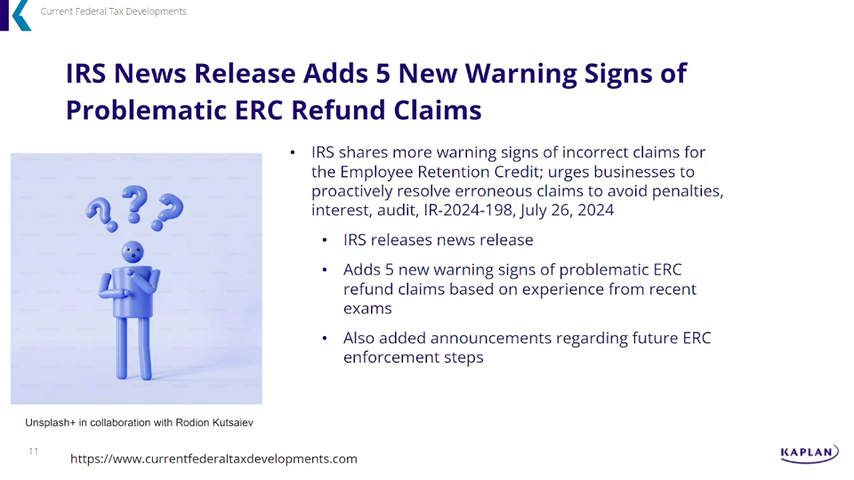 Current Federal Tax Developments
IRS News Release Adds 5 New Warning Signs of
Problematic ERC Refund Claims
• IRS shares more warning signs of incorrect claims for
the Employee Retention Credit; urges businesses to
proactively resolve erroneous claims to avoid penalties,
interest, audit, IR-2024-198, July 26, 2024
• IRS releases news release
• Adds 5 new warning signs of problematic ERC
refund claims based on experience from recent
exams
• Also added announcements regarding future ERC
enforcement steps
???
Unsplash+ in collaboration with Rodion Kutsaiev
11
https://www.currentfederaltaxdevelopments.com
KAPLAN